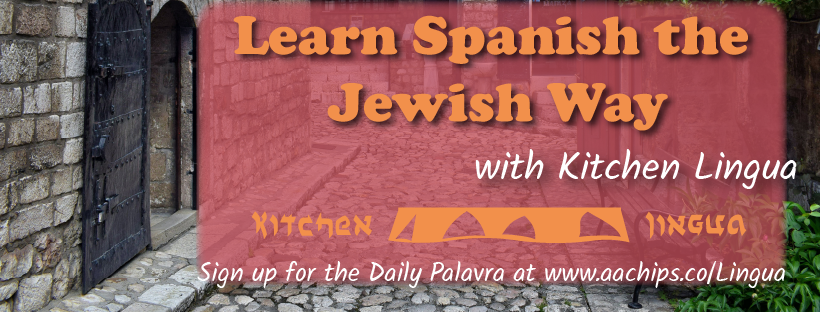 Learn Spanish the
Jewish Way
with Kitchen Lingua
KITCHEN LINGUA
Sign up for the Daily Palavra at www.aachips.co/Lingua